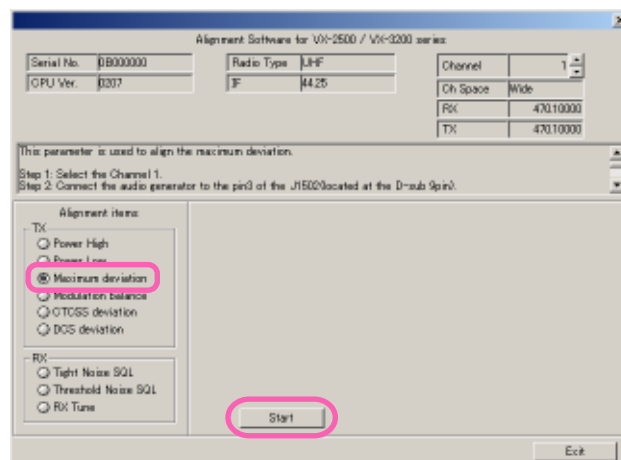 Alignment Software for VX-2500 / VX-3200 series
Serial No. 0B000000
Radio Type UHF
Channel 1
CPU Ver. 0207
IF 44.25
Ch Space Wide
RX 470.10000
TX 470.10000
This parameter is used to align the maximum deviation.
Step 1: Select the Channel 1.
Step 2: Connect the audio generator to the pin3 of the J1502(located at the D-sub 9pin).
Alignment items
TX
Power High
Power Low
Maximum deviation
Modulation balance
CTCSS deviation
DCS deviation
RX
Tight Noise SQL
Threshold Noise SQL
RX Tune
Start
Exit